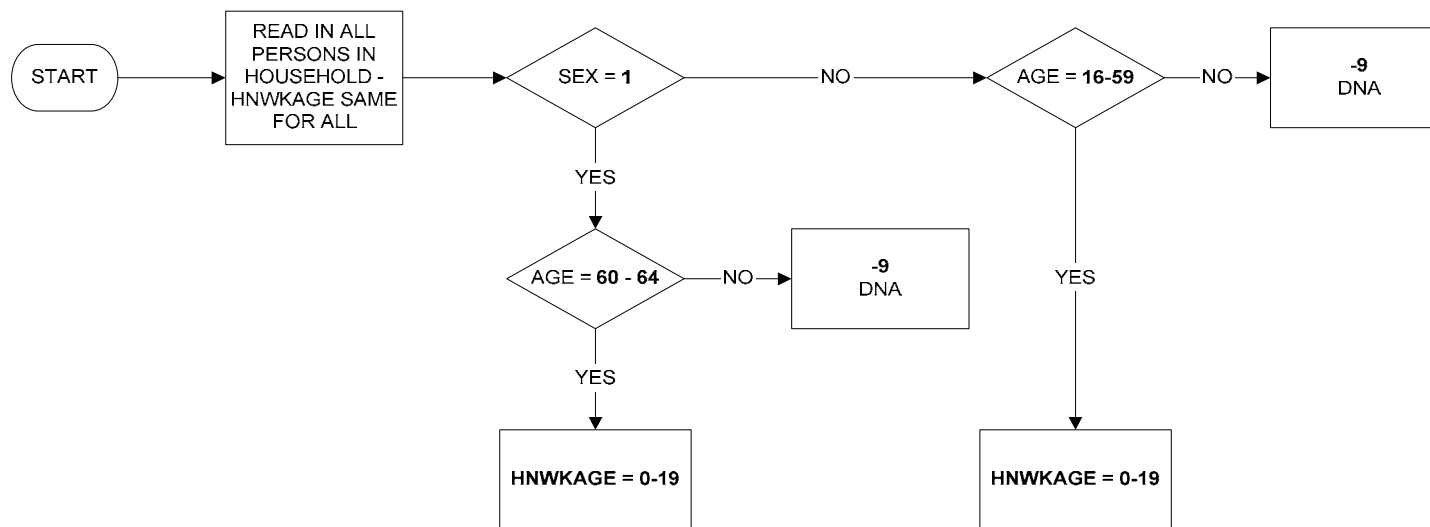 START
READ IN ALL
PERSONS IN
HOUSEHOLD -
HNWKAGE SAME
FOR ALL
SEX = 1
NO
AGE = 16-59
NO
-9
DNA
YES
AGE = 60 - 64
NO
-9
DNA
YES
YES
HNWKAGE = 0-19
HNWKAGE = 0-19